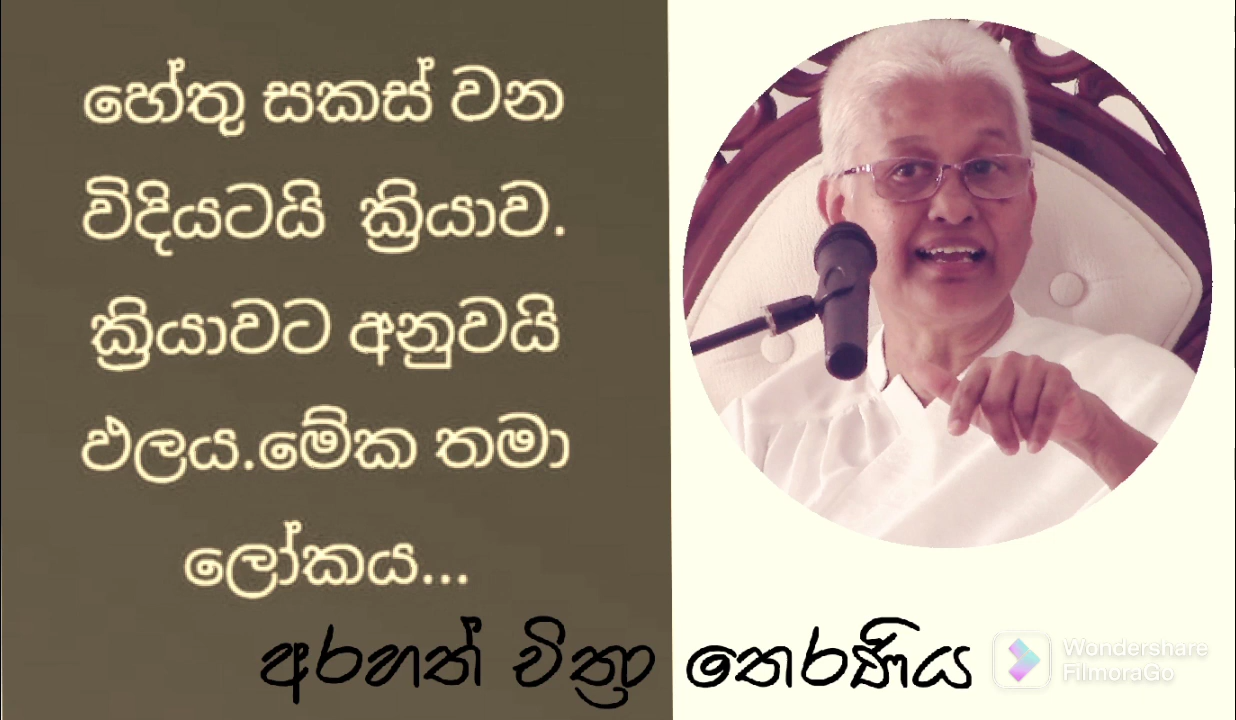 හේතු සකස් වන
විදියටයි ක්‍රියාව.
ක්‍රියාවට අනුවයි
ඵලය.මේක තමා
ලෝකය...
අරහත් චිත්‍රා තෙරණිය
Wondershare
FilmoraGo